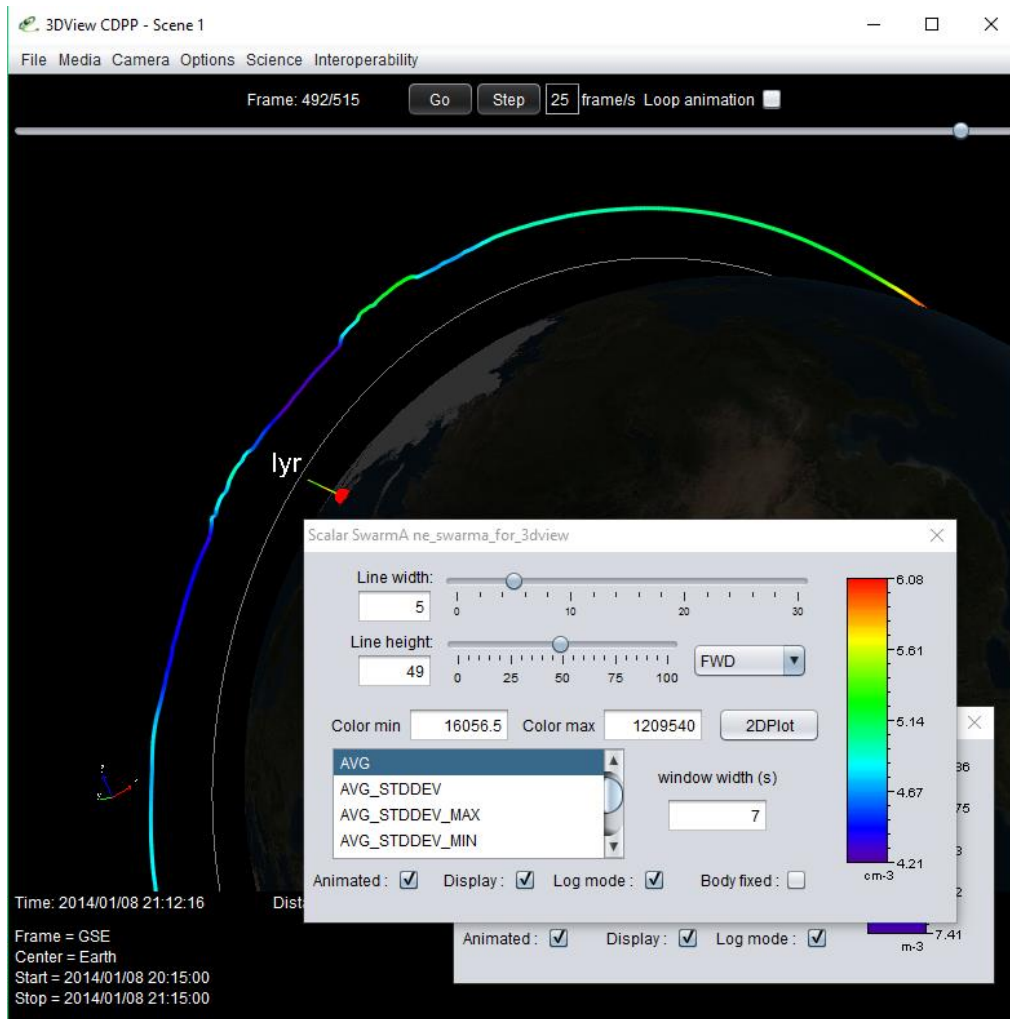 3DView CDPP - Scene 1
File Media Camera Options Science Interoperability
Frame: 492/515 Go Step 25 frame/s Loop animation
lyr
Scalar SwarmA ne_swarma_for_3dview
Line width:
5
0 10 20 30
Line height:
49
0 25 50 75 100
FWD
Color min 16056.5 Color max 1209540 2DPlot
AVG
AVG_STDDEV
AVG_STDDEV_MAX
AVG_STDDEV_MIN
window width (s)
7
6.08
5.61
5.14
4.67
4.21
cm-3
Animated : Display : Log mode : Body fixed :
75
Animated : Display : Log mode :
7.41
m-3
Time: 2014/01/08 21:12:16
Frame = GSE
Center = Earth
Start = 2014/01/08 20:15:00
Stop = 2014/01/08 21:15:00